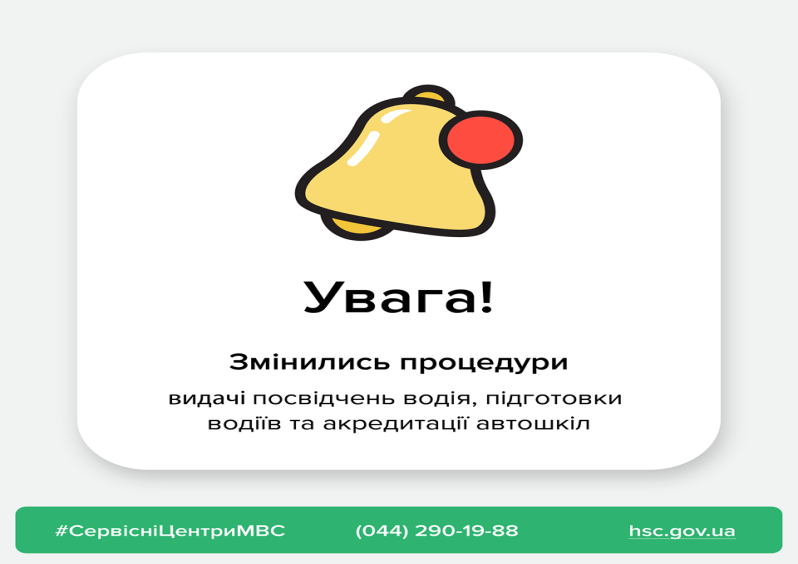 Увага!
Змінились процедури
видачі посвідчень водія, підготовки
водіїв та акредитації автошкіл
#СервісніЦентриМВС (044) 290-19-88 hsc.gov.ua